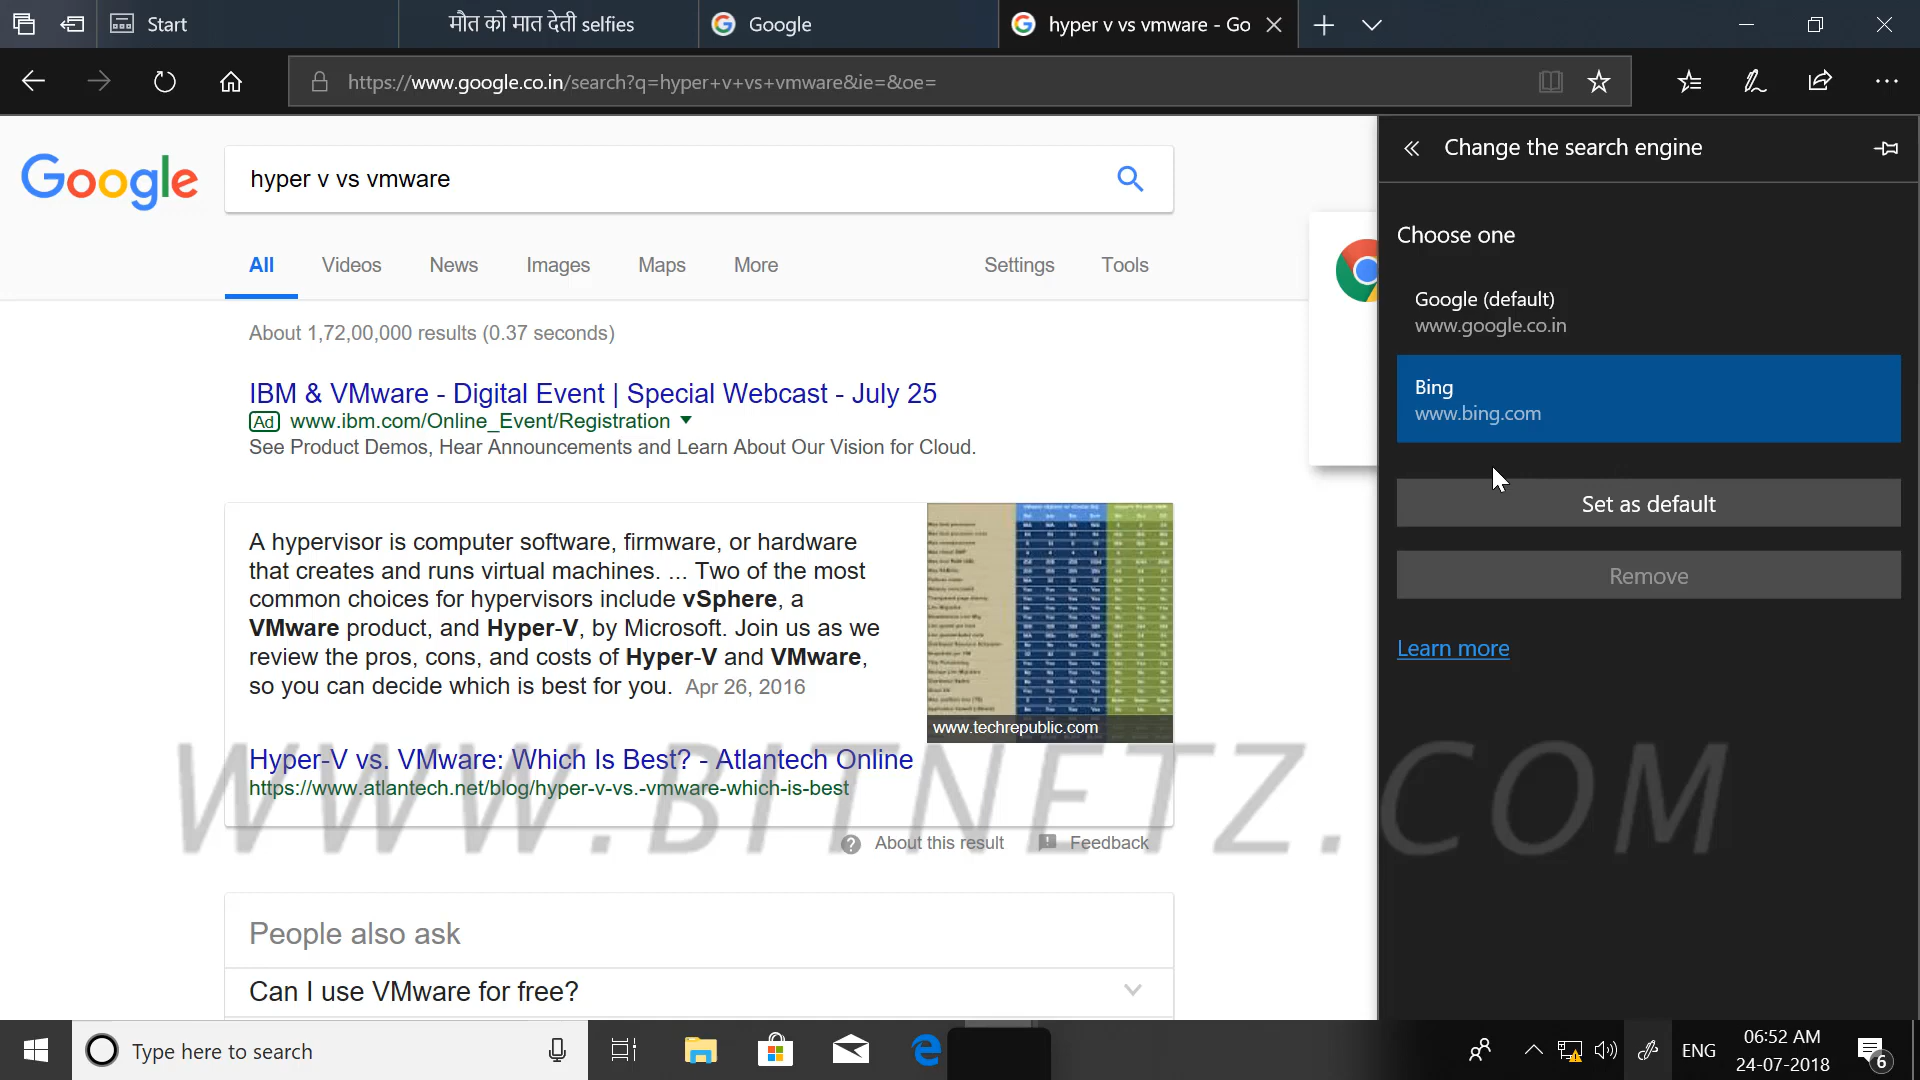 Start
मौत को मात देती selfies
Google
hyper v vs vmware - Go
https://www.google.co.in/search?q=hyper+v+vs+vmware&ie=&oe=
Google
hyper v vs vmware
All Videos News Images Maps More Settings Tools
About 1,72,00,000 results (0.37 seconds)
IBM & VMware - Digital Event | Special Webcast - July 25
Ad www.ibm.com/Online_Event/Registration
See Product Demos, Hear Announcements and Learn About Our Vision for Cloud.
A hypervisor is computer software, firmware, or hardware
that creates and runs virtual machines. ... Two of the most
common choices for hypervisors include vSphere, a
VMware product, and Hyper-V, by Microsoft. Join us as we
review the pros, cons, and costs of Hyper-V and VMware,
so you can decide which is best for you. Apr 26, 2016
www.techrepublic.com
Hyper-V vs. VMware: Which Is Best? - Atlantech Online
https://www.atlantech.net/blog/hyper-v-vs.-vmware-which-is-best
About this result Feedback
People also ask
Can I use VMware for free?
Change the search engine
Choose one
Google (default)
www.google.co.in
Bing
www.bing.com
Set as default
Remove
Learn more
WWW.BITNETZ.COM
Type here to search
ENG
06:52 AM
24-07-2018
6